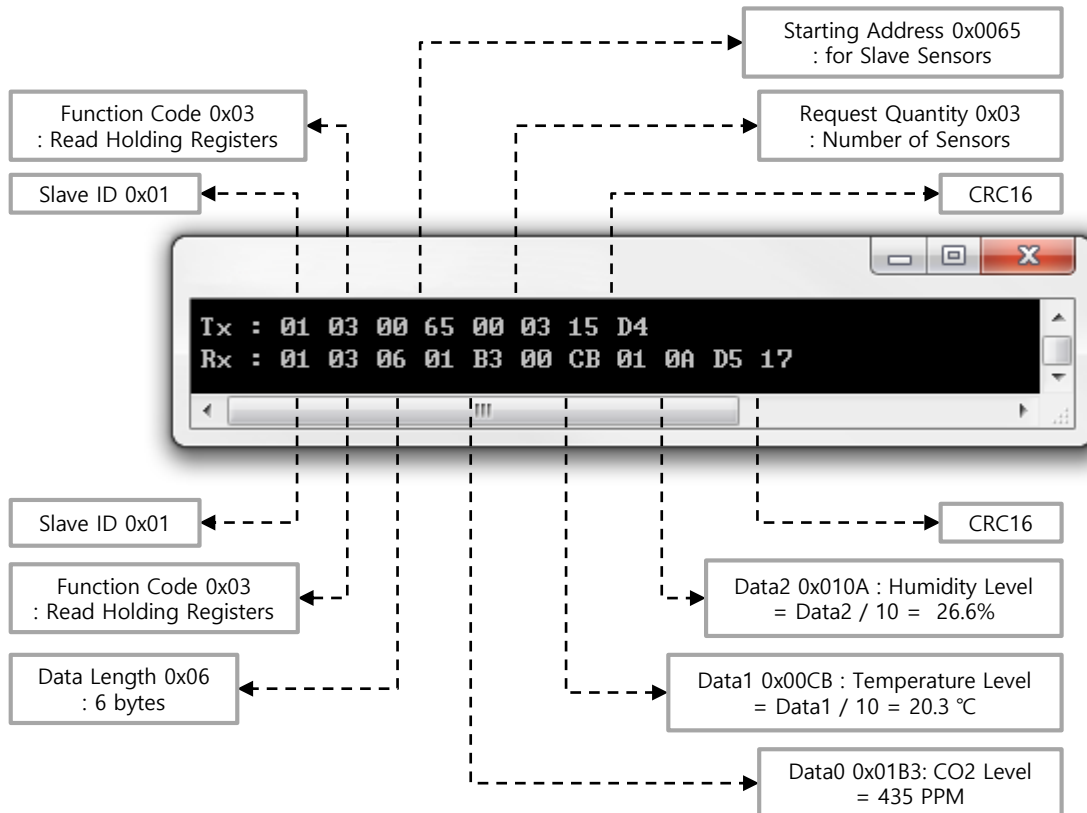 Starting Address 0x0065
: for Slave Sensors
Function Code 0x03
: Read Holding Registers
Request Quantity 0x03
: Number of Sensors
Slave ID 0x01
CRC16
Tx : 01 03 00 65 00 03 15 D4
Rx : 01 03 06 01 B3 00 CB 01 0A D5 17
Slave ID 0x01
CRC16
Function Code 0x03
: Read Holding Registers
Data2 0x010A : Humidity Level
= Data2 / 10 = 26.6%
Data Length 0x06
: 6 bytes
Data1 0x00CB : Temperature Level
= Data1 / 10 = 20.3 ℃
Data0 0x01B3: CO2 Level
= 435 PPM